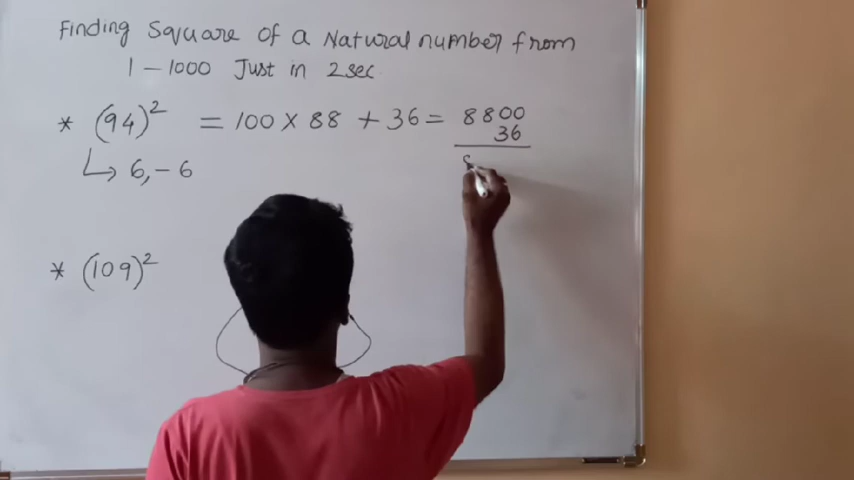 Finding Square of a Natural number from
1 - 1000 Just in 2 sec
* (94)² = 100 × 88 + 36 = 8800
36
↳ 6, - 6
* (109)²